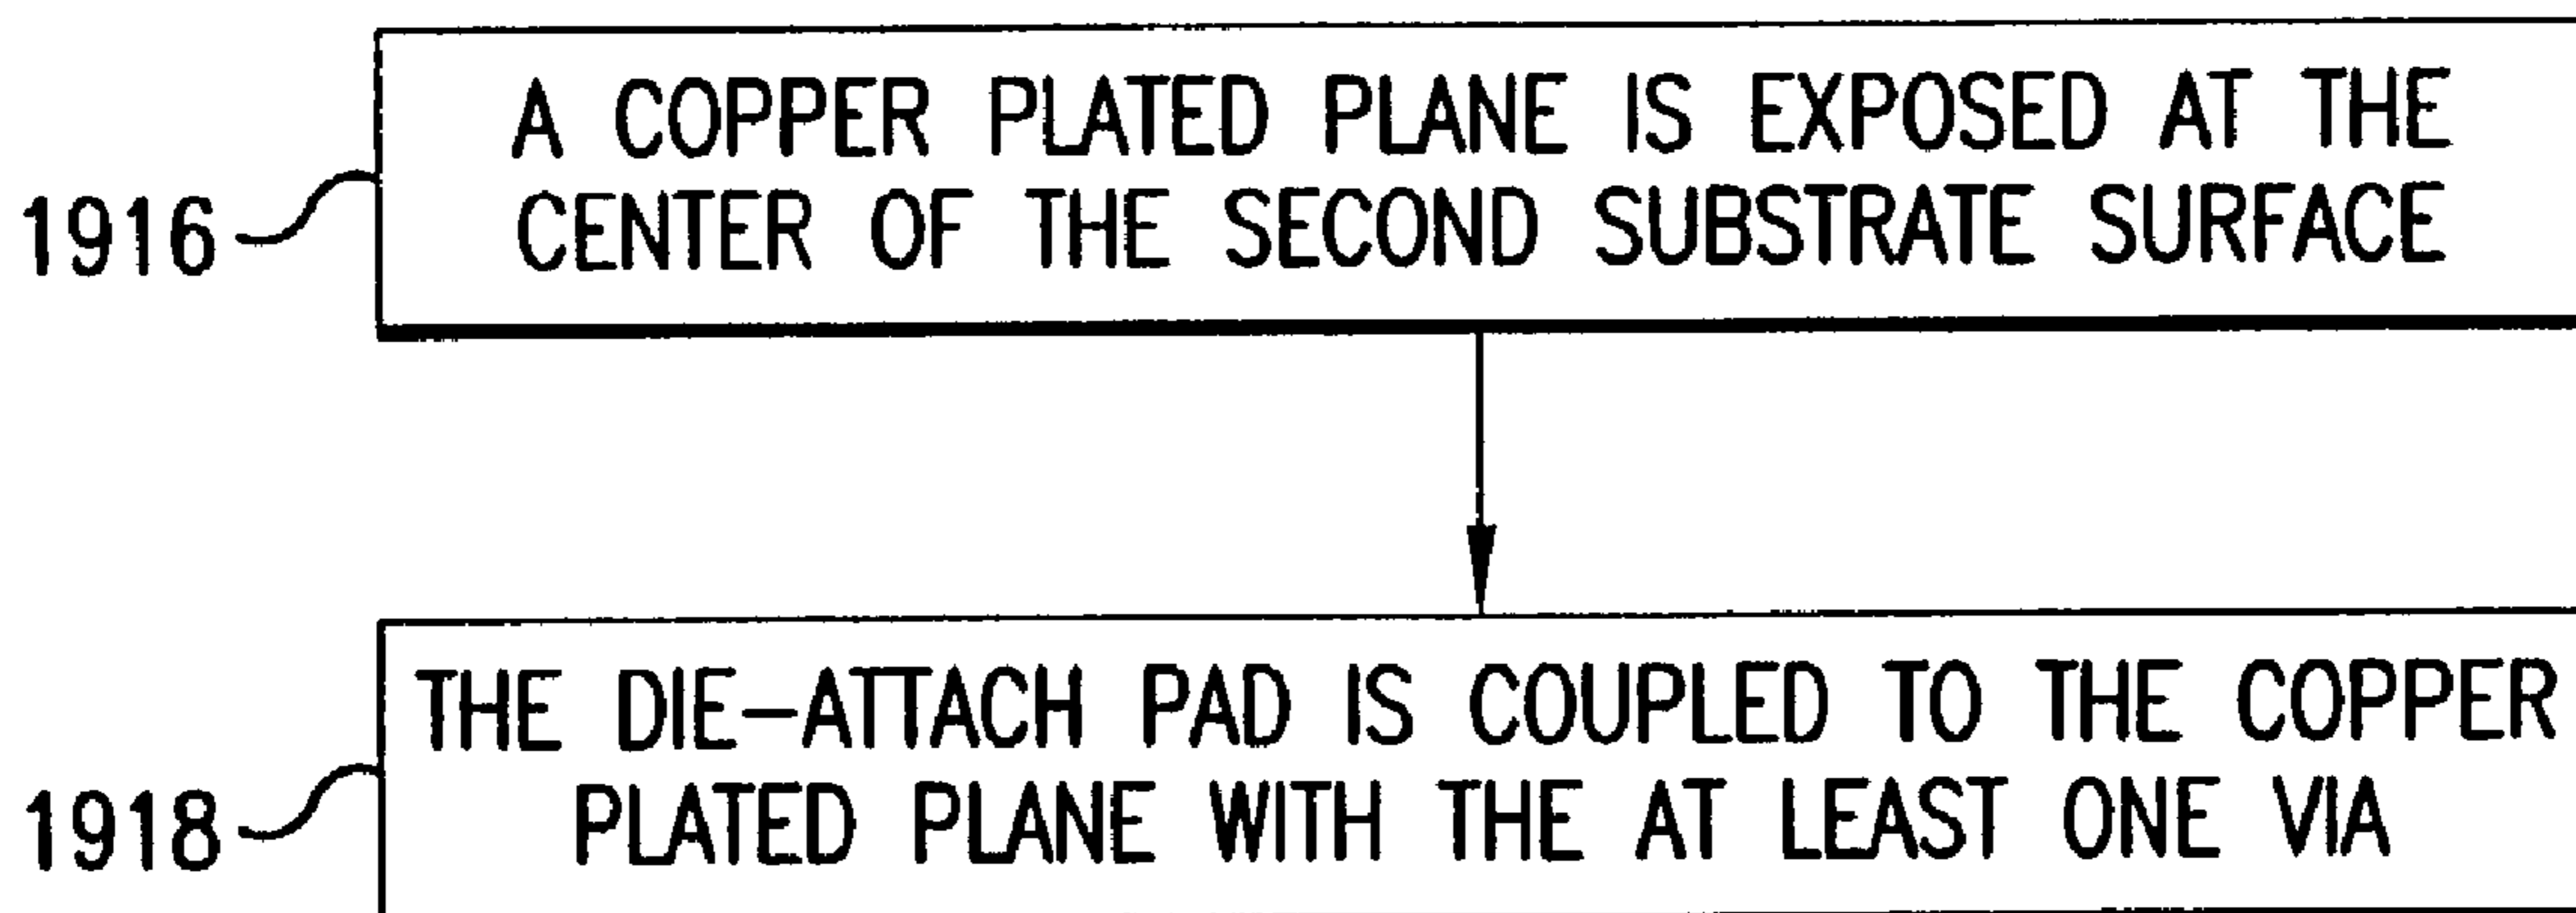 A COPPER PLATED PLANE IS EXPOSED AT THE
CENTER OF THE SECOND SUBSTRATE SURFACE
1916
THE DIE-ATTACH PAD IS COUPLED TO THE COPPER
PLATED PLANE WITH THE AT LEAST ONE VIA
1918